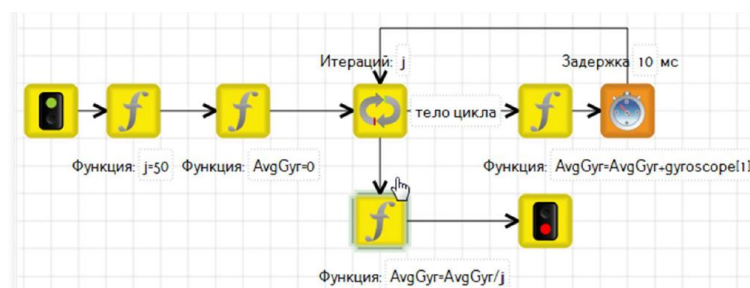 Итераций: j
Задержка 10 мс
тело цикла
Функция: j=50
Функция: AvgGyr=0
Функция: AvgGyr=AvgGyr+gyroscope[1]
Функция: AvgGyr=AvgGyr/j